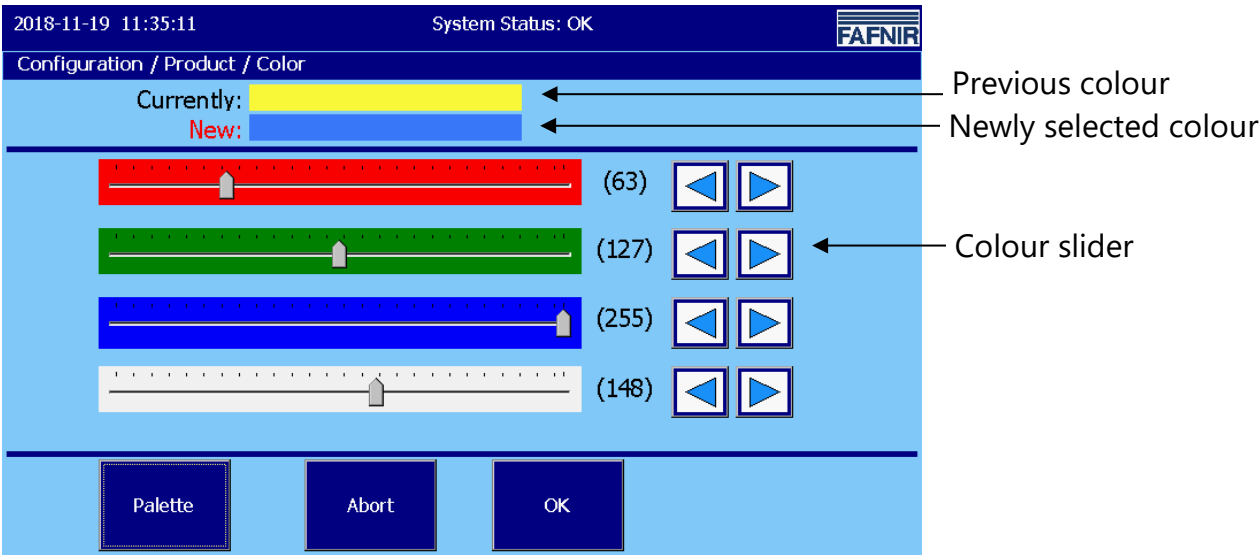 2018-11-19 11:35:11 System Status: OK FAFNIR
Configuration / Product / Color
Currently: Previous colour
New: Newly selected colour
(63)
(127) Colour slider
(255)
(148)
Palette Abort OK